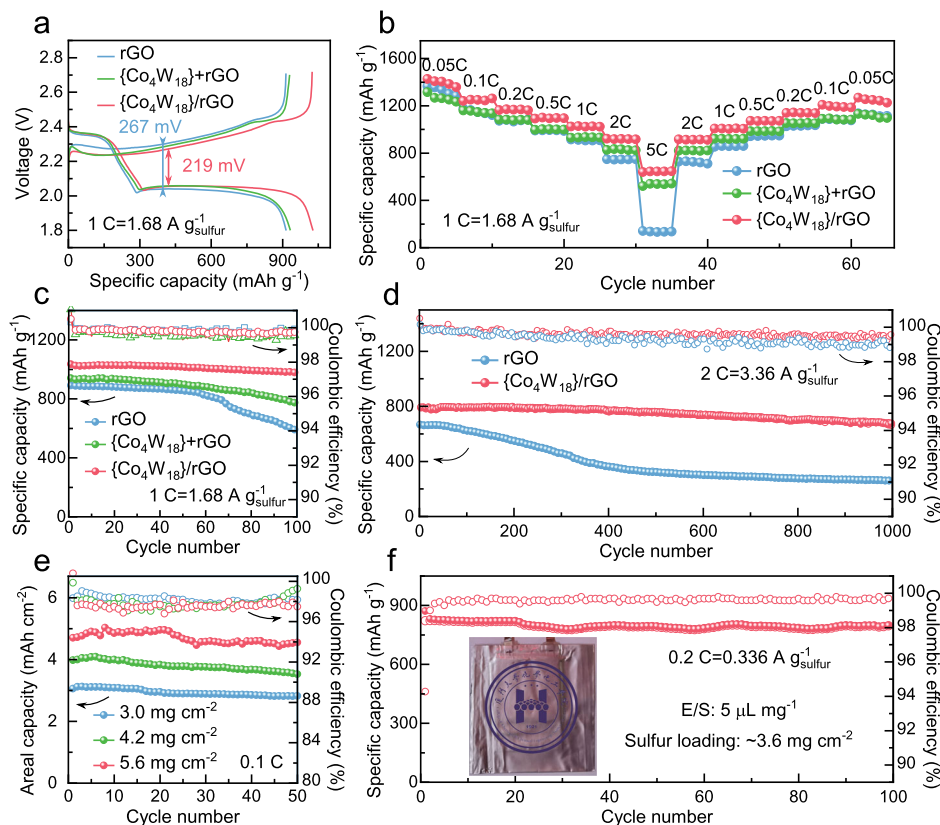 a
rGO
{Co₄W₁₈}+rGO
{Co₄W₁₈}/rGO
267 mV
219 mV
1 C=1.68 A g⁻¹sulfur
Voltage (V)
2.8
2.6
2.4
2.2
2.0
1.8
0 300 600 900
Specific capacity (mAh g⁻¹)
b
0.05C
0.1C
0.2C
0.5C
1C
2C
5C
2C
1C
0.5C
0.2C
0.1C
0.05C
rGO
{Co₄W₁₈}+rGO
{Co₄W₁₈}/rGO
1 C=1.68 A g⁻¹sulfur
Specific capacity (mAh g⁻¹)
1600
1200
800
400
0
0 20 40 60
Cycle number
c
rGO
{Co₄W₁₈}+rGO
{Co₄W₁₈}/rGO
1 C=1.68 A g⁻¹sulfur
Specific capacity (mAh g⁻¹)
1200
800
400
0
0 20 40 60 80 100
Cycle number
100
98
96
94
92
90
Coulombic efficiency (%)
d
2 C=3.36 A g⁻¹sulfur
rGO
{Co₄W₁₈}/rGO
Specific capacity (mAh g⁻¹)
1200
800
400
0
0 200 400 600 800 1000
Cycle number
100
98
96
94
92
90
Coulombic efficiency (%)
e
3.0 mg cm⁻²
4.2 mg cm⁻²
5.6 mg cm⁻²
0.1 C
Areal capacity (mAh cm⁻²)
6
4
2
0
0 10 20 30 40 50
Cycle number
100
96
92
88
84
80
Coulombic efficiency (%)
f
0.2 C=0.336 A g⁻¹sulfur
E/S: 5 μL mg⁻¹
Sulfur loading: ~3.6 mg cm⁻²
Specific capacity (mAh g⁻¹)
900
600
300
0
0 20 40 60 80 100
Cycle number
100
98
96
94
92
90
Coulombic efficiency (%)